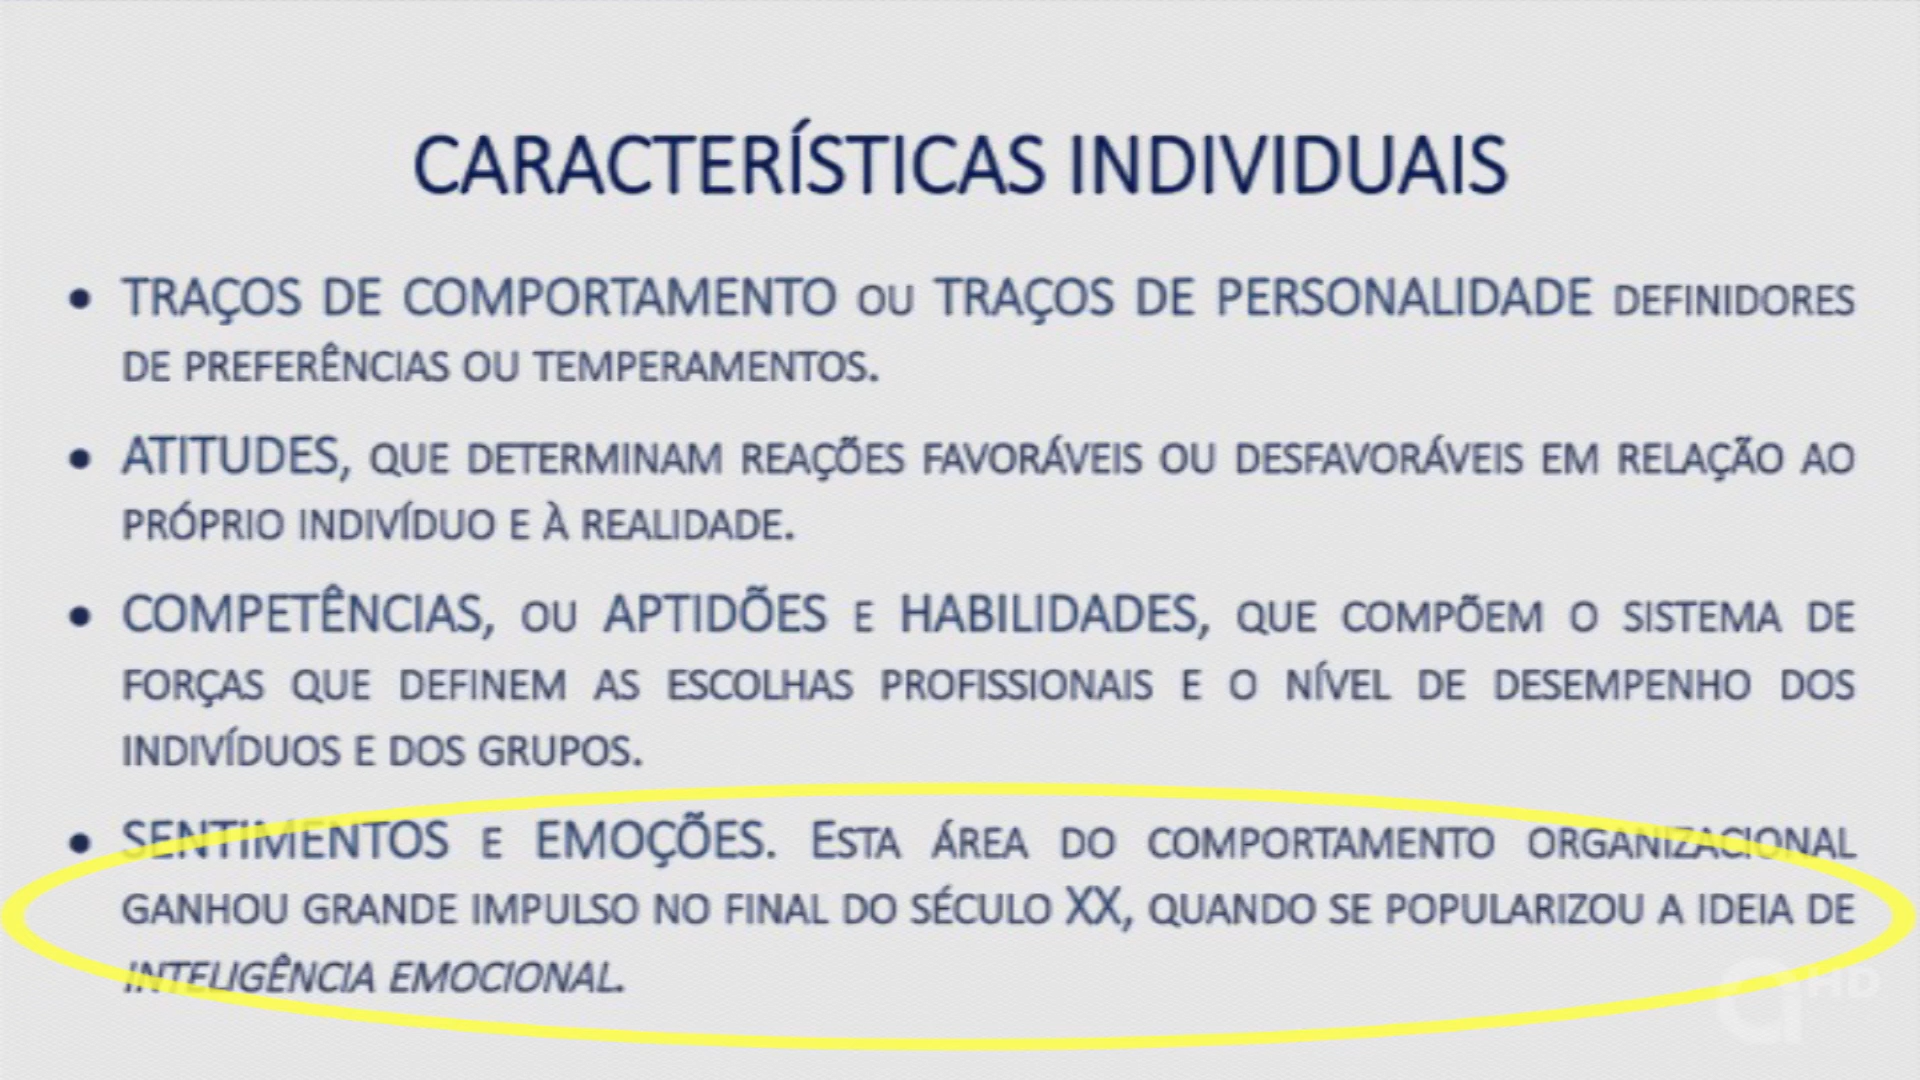 CARACTERÍSTICAS INDIVIDUAIS
• TRAÇOS DE COMPORTAMENTO OU TRAÇOS DE PERSONALIDADE DEFINIDORES
DE PREFERÊNCIAS OU TEMPERAMENTOS.
• ATITUDES, QUE DETERMINAM REAÇÕES FAVORÁVEIS OU DESFAVORÁVEIS EM RELAÇÃO AO
PRÓPRIO INDIVÍDUO E À REALIDADE.
• COMPETÊNCIAS, OU APTIDÕES E HABILIDADES, QUE COMPÕEM O SISTEMA DE
FORÇAS QUE DEFINEM AS ESCOLHAS PROFISSIONAIS E O NÍVEL DE DESEMPENHO DOS
INDIVÍDUOS E DOS GRUPOS.
• SENTIMENTOS E EMOÇÕES. ESTA ÁREA DO COMPORTAMENTO ORGANIZACIONAL
GANHOU GRANDE IMPULSO NO FINAL DO SÉCULO XX, QUANDO SE POPULARIZOU A IDEIA DE
INTELIGÊNCIA EMOCIONAL.
HD